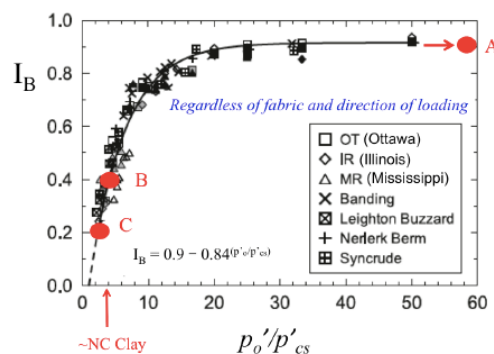 1.0
I_B
0.8
0.6
0.4
0.2
0.0
A
B
C
Regardless of fabric and direction of loading
OT (Ottawa)
IR (Illinois)
MR (Mississippi)
Banding
Leighton Buzzard
Nerlerk Berm
Syncrude
I_B = 0.9 − 0.84^(p'_o/p'_cs)
0 10 20 30 40 50 60
p_o'/p'_cs
~NC Clay